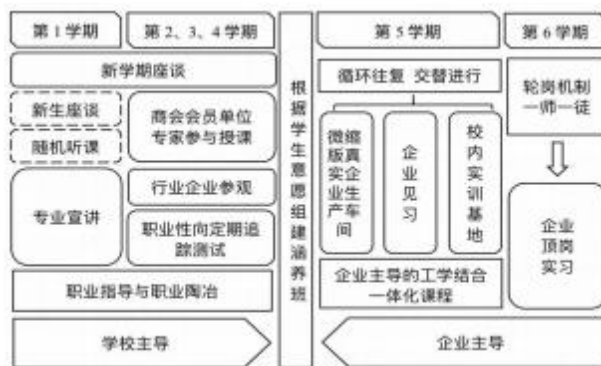 第1学期
第2、3、4学期
新学期座谈
新生座谈
随机听课
专业宣讲
商会会员单位
专家参与授课
行业企业参观
职业性向定期追
踪测试
职业指导与职业陶冶
学校主导
根据学生意愿组建涵养班
第5学期
第6学期
循环往复 交替进行
微缩
版真
实企
业生
产车
间
企业见习
校内实训基地
企业主导的工学结合
一体化课程
轮岗机制
一师一徒
企业
顶岗
实习
企业主导